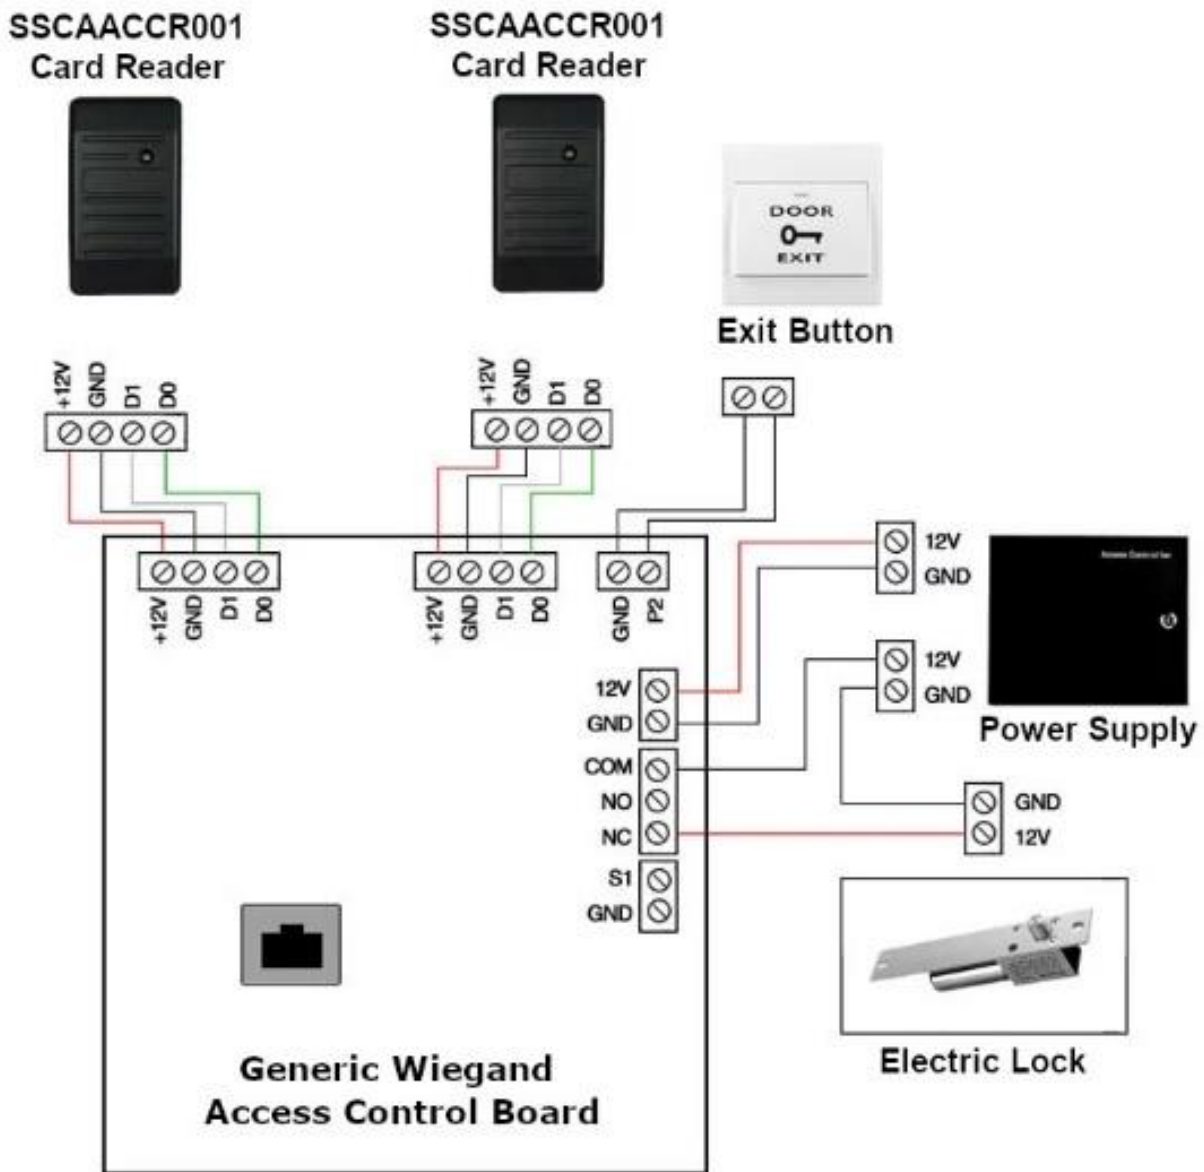 SSCAACCR001
Card Reader
SSCAACCR001
Card Reader
DOOR
EXIT
Exit Button
+12V
GND
D1
D0
+12V
GND
D1
D0
+12V
GND
D1
D0
+12V
GND
D1
D0
GND
P2
12V
GND
12V
GND
Power Supply
12V
GND
COM
NO
NC
S1
GND
GND
12V
Electric Lock
Generic Wiegand
Access Control Board